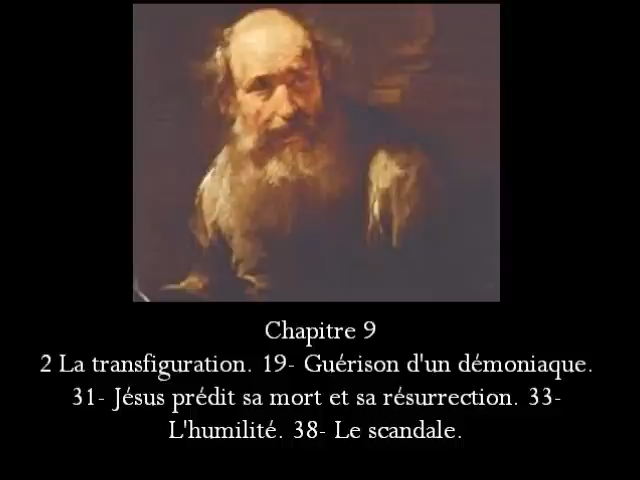 Chapitre 9
2 La transfiguration. 19- Guérison d'un démoniaque.
31- Jésus prédit sa mort et sa résurrection. 33-
L'humilité. 38- Le scandale.